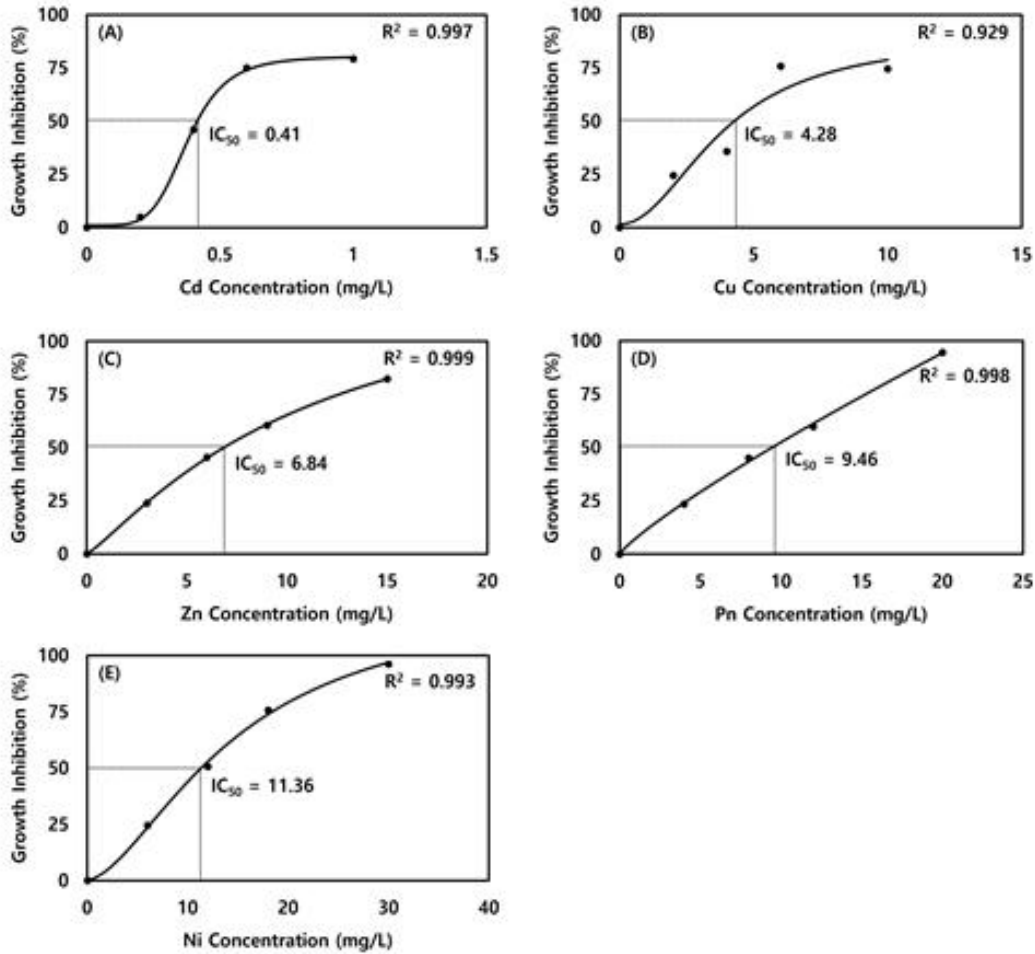 (A)
R² = 0.997
Growth Inhibition (%)
100
75
50
25
0
IC₅₀ = 0.41
0
0.5
1
1.5
Cd Concentration (mg/L)
(B)
R² = 0.929
Growth Inhibition (%)
100
75
50
25
0
IC₅₀ = 4.28
0
5
10
15
Cu Concentration (mg/L)
(C)
R² = 0.999
Growth Inhibition (%)
100
75
50
25
0
IC₅₀ = 6.84
0
5
10
15
20
Zn Concentration (mg/L)
(D)
R² = 0.998
Growth Inhibition (%)
100
75
50
25
0
IC₅₀ = 9.46
0
5
10
15
20
25
Pn Concentration (mg/L)
(E)
R² = 0.993
Growth Inhibition (%)
100
75
50
25
0
IC₅₀ = 11.36
0
10
20
30
40
Ni Concentration (mg/L)